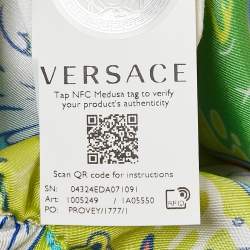 VERSACE
Tap NFC Medusa tag to verify
your product's authenticity
Scan QR code for instructions
SN: 04324EDA071091
Art: 1005249 / 1A05550
PO: PROVEY/1777/1
RFID